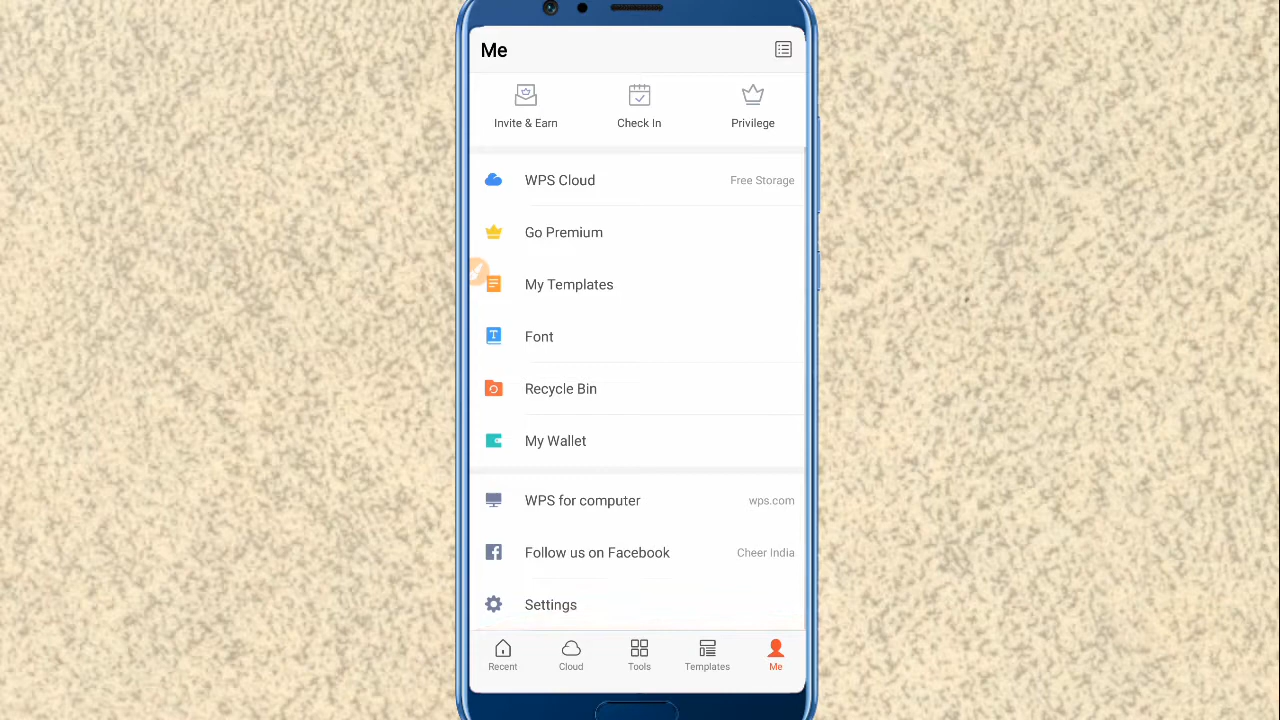 Me
Invite & Earn
Check In
Privilege
WPS Cloud
Free Storage
Go Premium
My Templates
Font
Recycle Bin
My Wallet
WPS for computer
wps.com
Follow us on Facebook
Cheer India
Settings
Recent
Cloud
Tools
Templates
Me